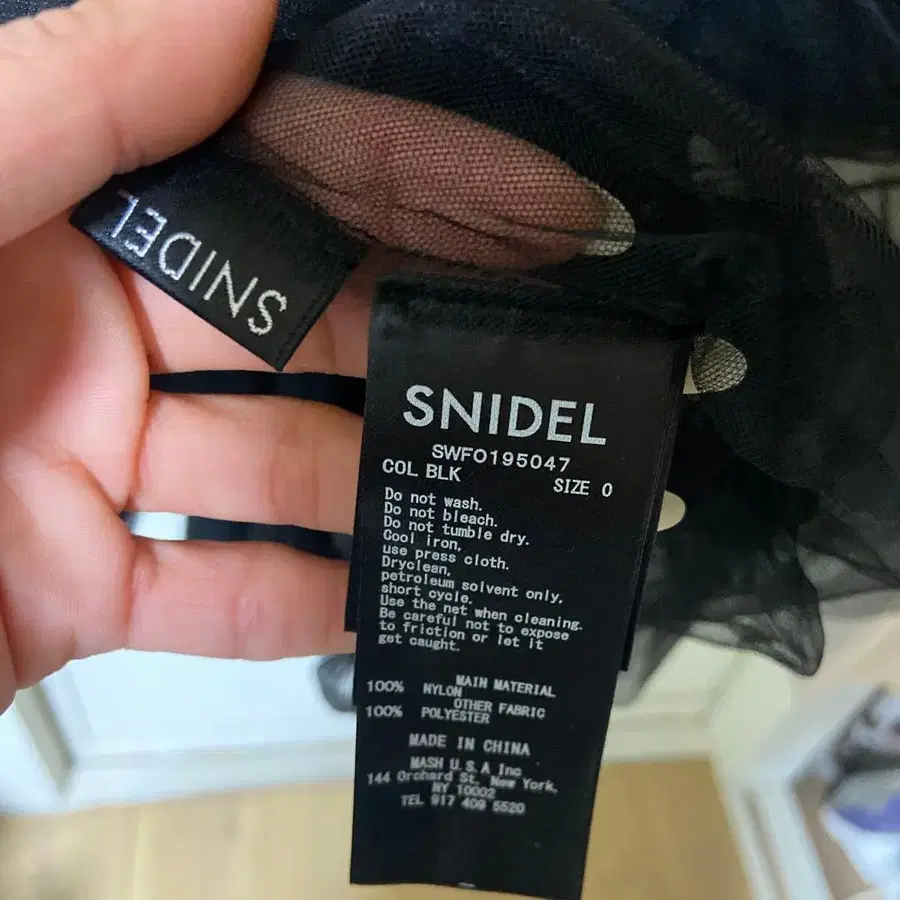 SNIDEL
SNIDEL
SWFO195047
COL BLK SIZE 0
Do not wash.
Do not bleach.
Do not tumble dry.
Cool iron,
use press cloth.
Dryclean,
petroleum solvent only,
short cycle.
Use the net when cleaning.
Be careful not to expose
to friction or let it
get caught.
MAIN MATERIAL
100% NYLON
OTHER FABRIC
100% POLYESTER
MADE IN CHINA
MASH U.S.A Inc
144 Orchard St. New York,
NY 10002
TEL 917 409 5520